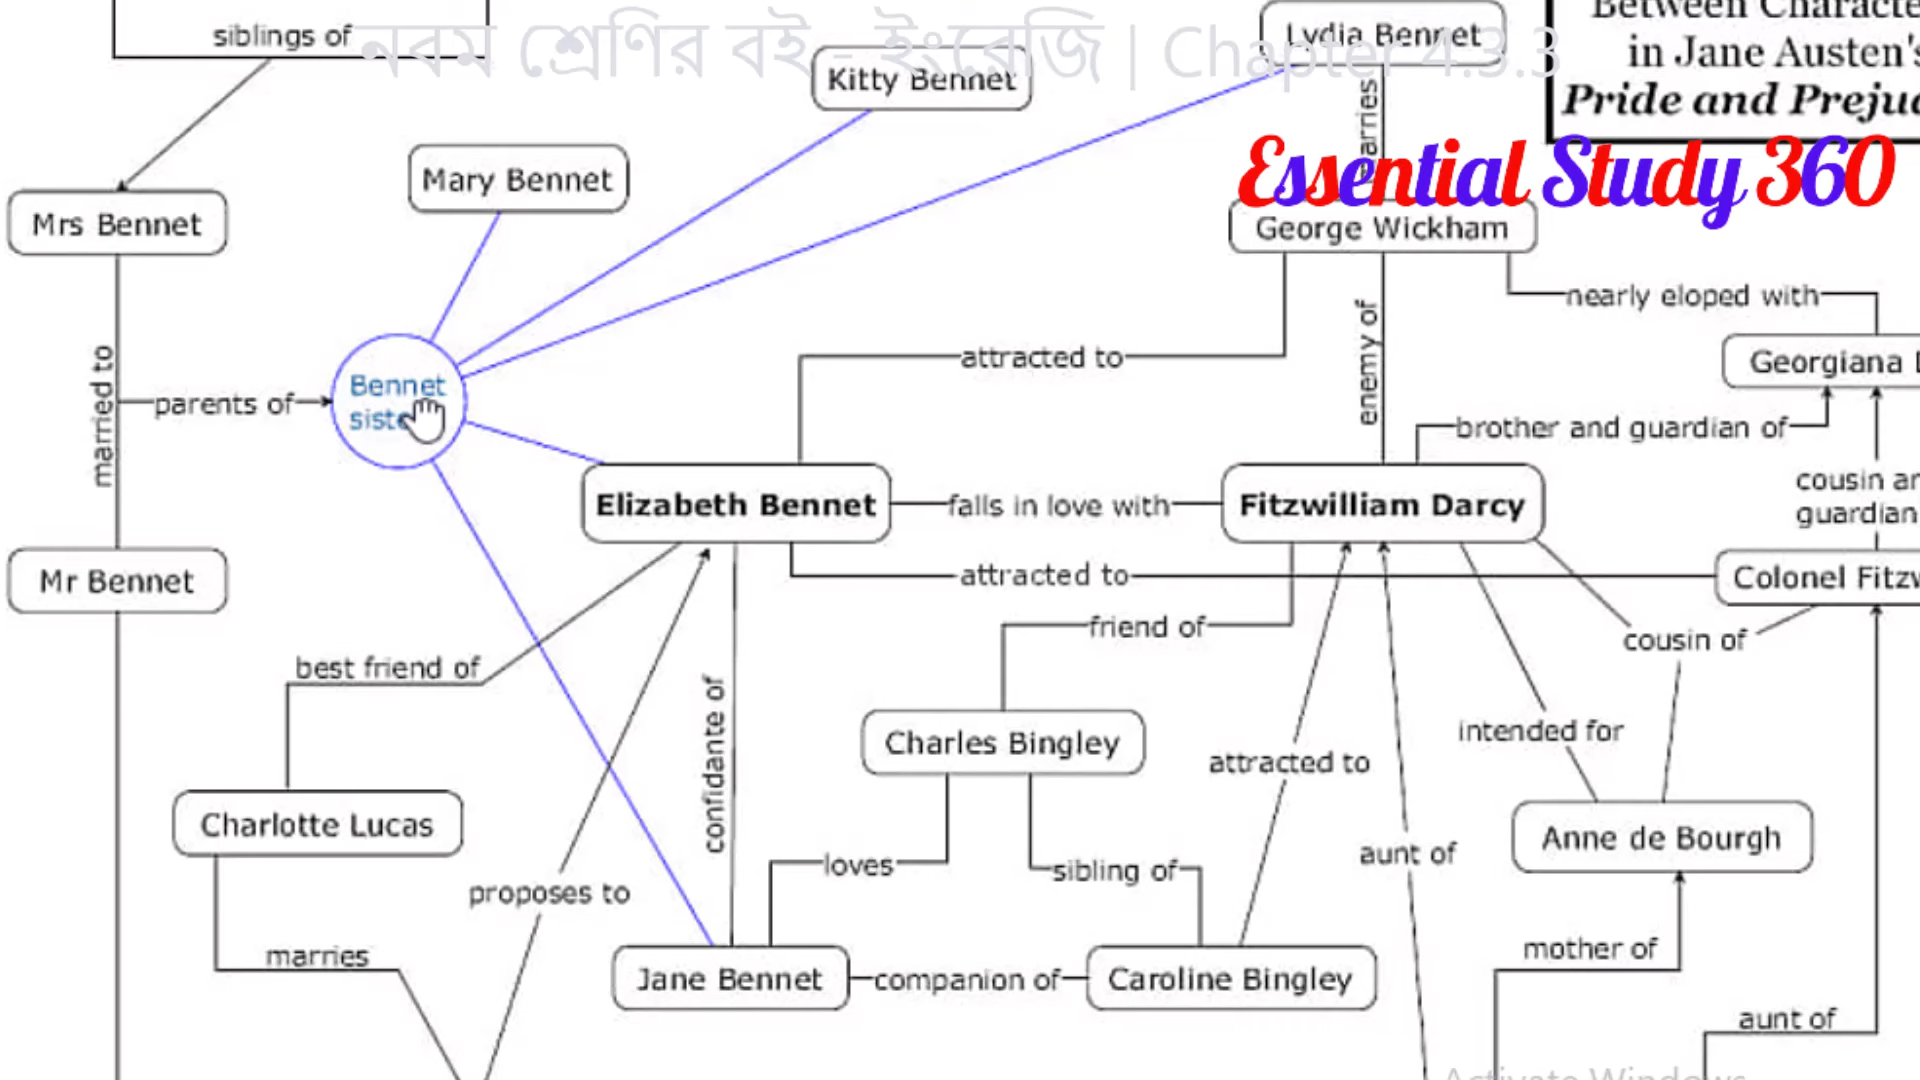 siblings of
নবম শ্রেণির বই - ইংরেজি | Chapter 4.3.3
Lydia Bennet
Kitty Bennet
in Jane Austen's
Pride and
Essential Study 360
Mary Bennet
Mrs Bennet
George Wickham
nearly eloped with
attracted to
enemy of
married to
parents of
Bennet
Georgiana
brother and guardian of
cousin
guardian
Elizabeth Bennet
falls in love with
Fitzwilliam Darcy
Mr Bennet
attracted to
Colonel
friend of
cousin of
best friend of
confidante of
intended for
Charles Bingley
attracted to
Charlotte Lucas
Anne de Bourgh
aunt of
loves
sibling of
proposes to
marries
mother of
Jane Bennet
companion of
Caroline Bingley
aunt of